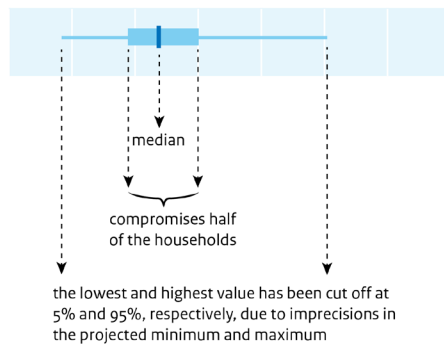 median
compromises half
of the households
the lowest and highest value has been cut off at
5% and 95%, respectively, due to imprecisions in
the projected minimum and maximum